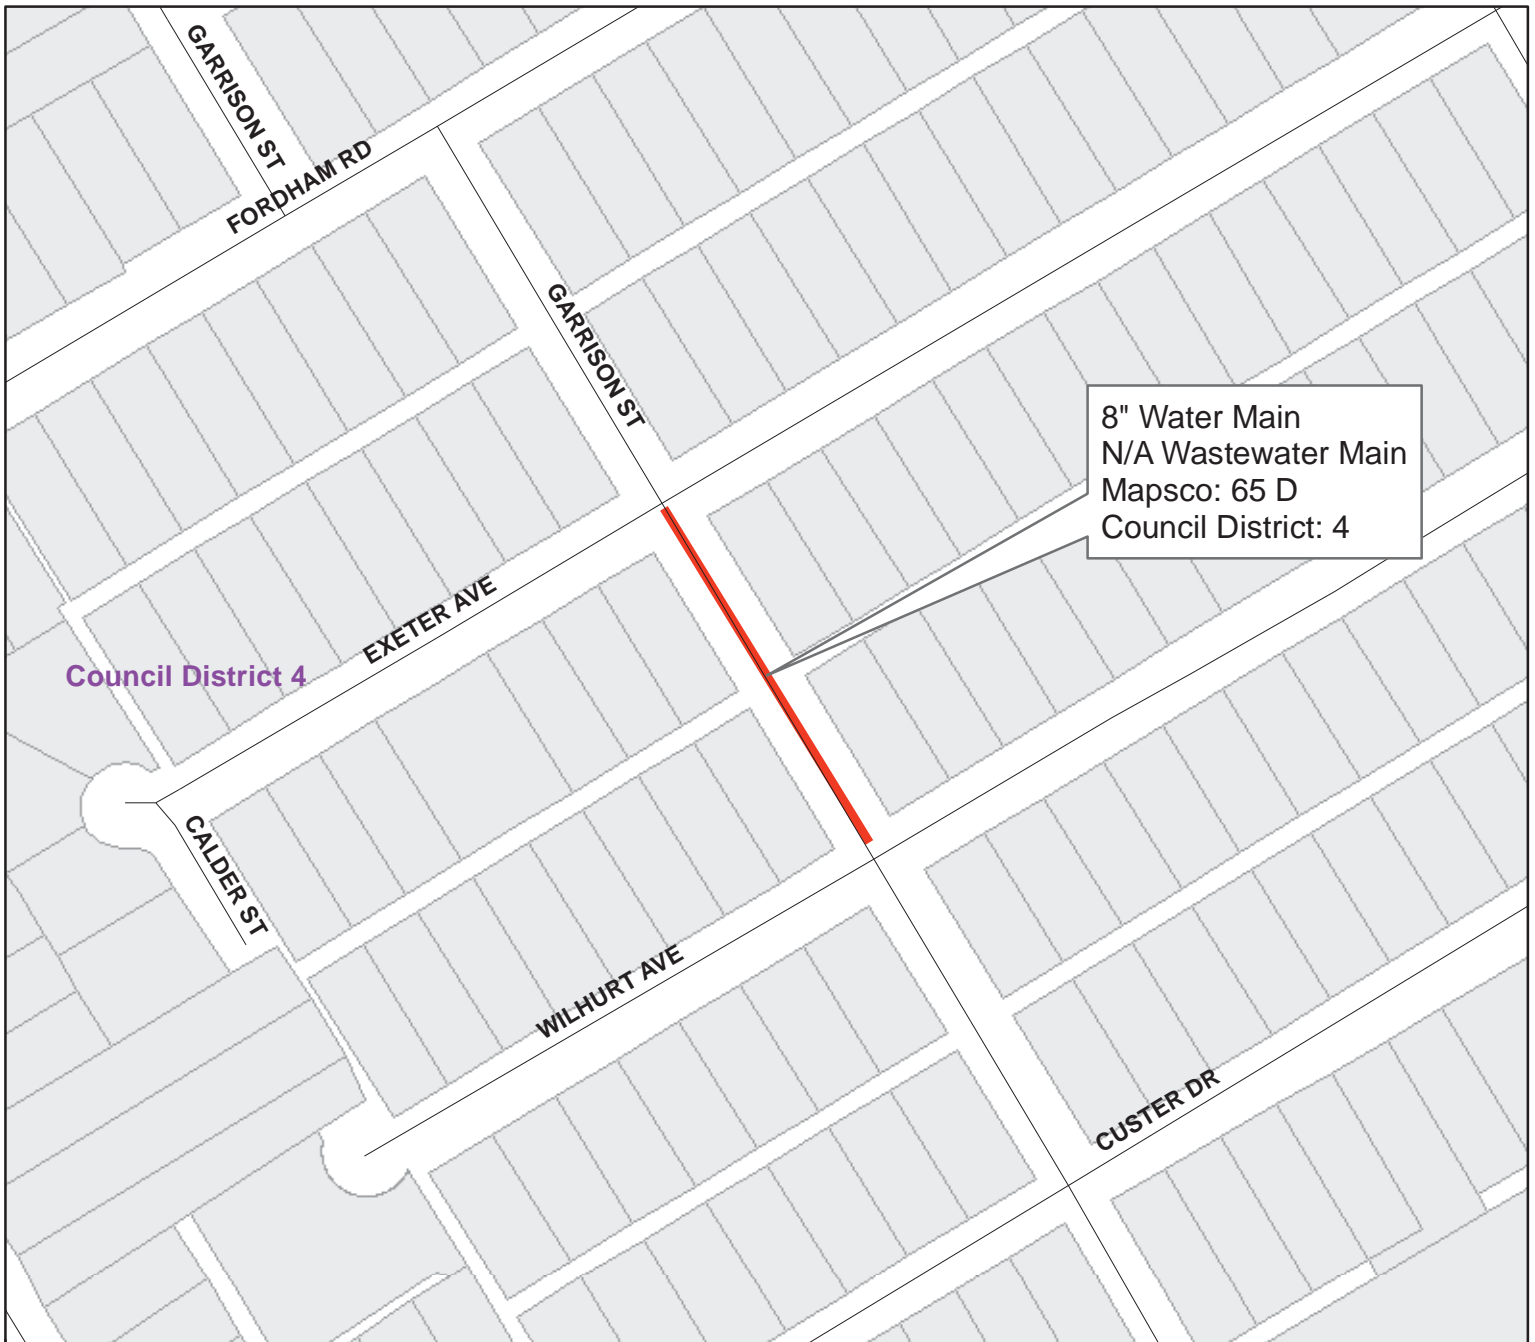 GARRISON ST
FORDHAM RD
GARRISON ST
8" Water Main
N/A Wastewater Main
Mapsco: 65 D
Council District: 4
EXETER AVE
Council District 4
CALDER ST
WILHURT AVE
CUSTER DR